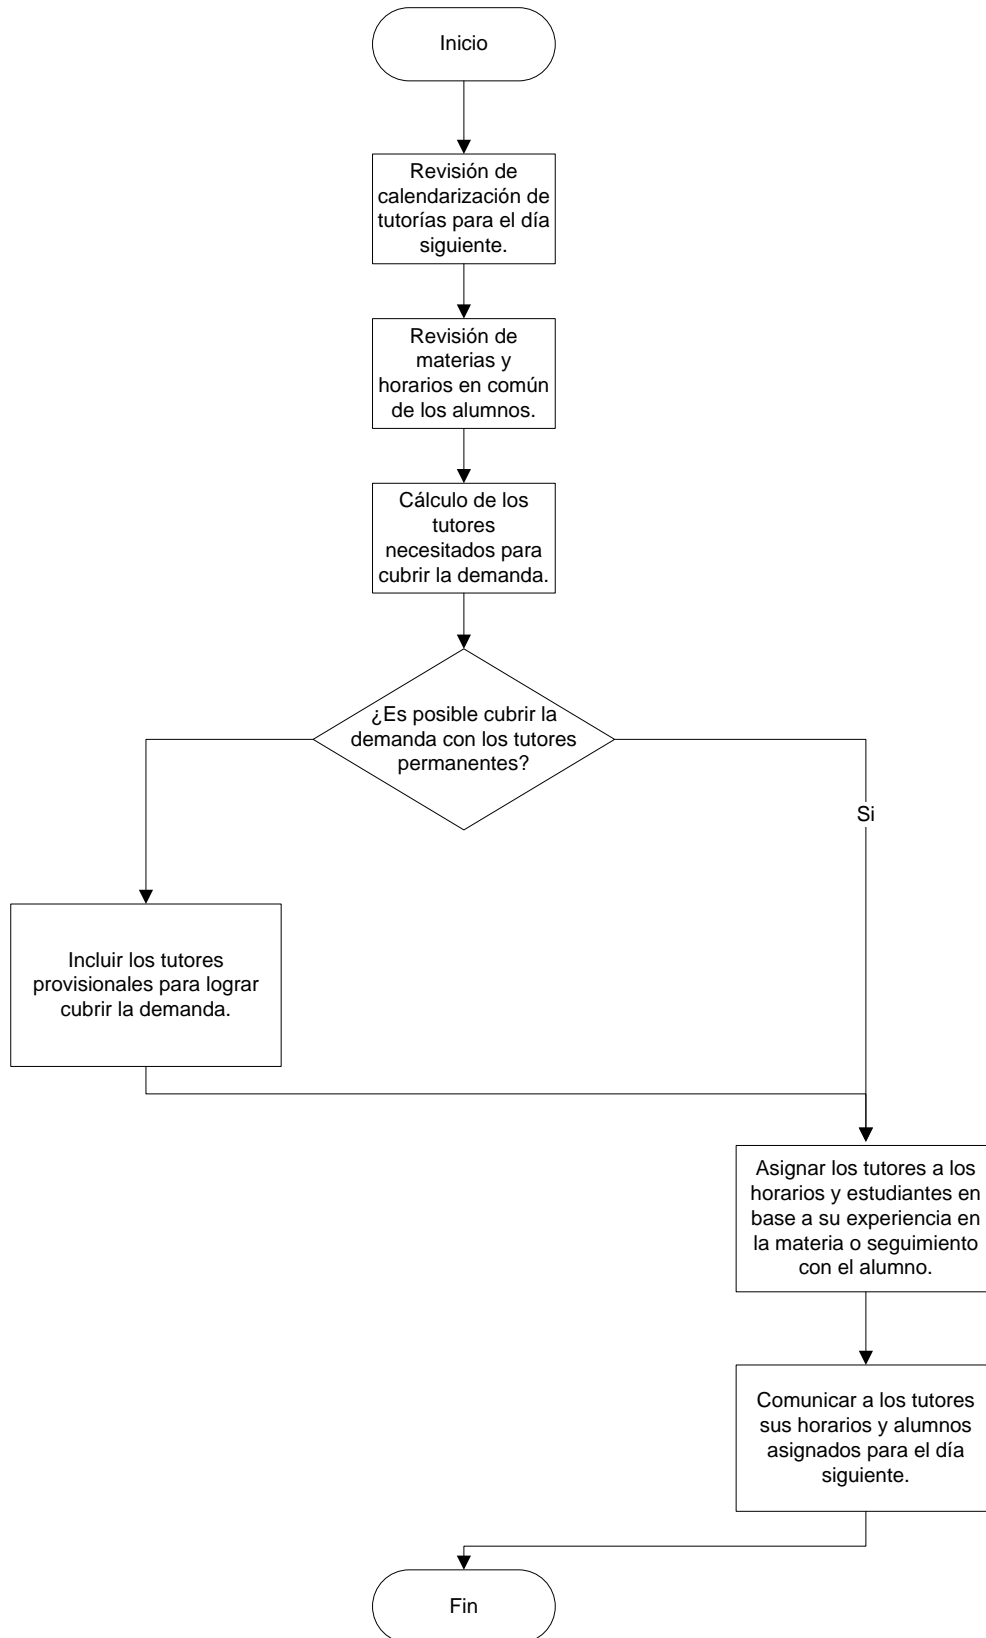 Inicio
Revisión de
calendarización de
tutorías para el día
siguiente.
Revisión de
materias y
horarios en común
de los alumnos.
Cálculo de los
tutores
necesitados para
cubrir la demanda.
¿Es posible cubrir la
demanda con los tutores
permanentes?
Si
Incluir los tutores
provisionales para lograr
cubrir la demanda.
Asignar los tutores a los
horarios y estudiantes en
base a su experiencia en
la materia o seguimiento
con el alumno.
Comunicar a los tutores
sus horarios y alumnos
asignados para el día
siguiente.
Fin